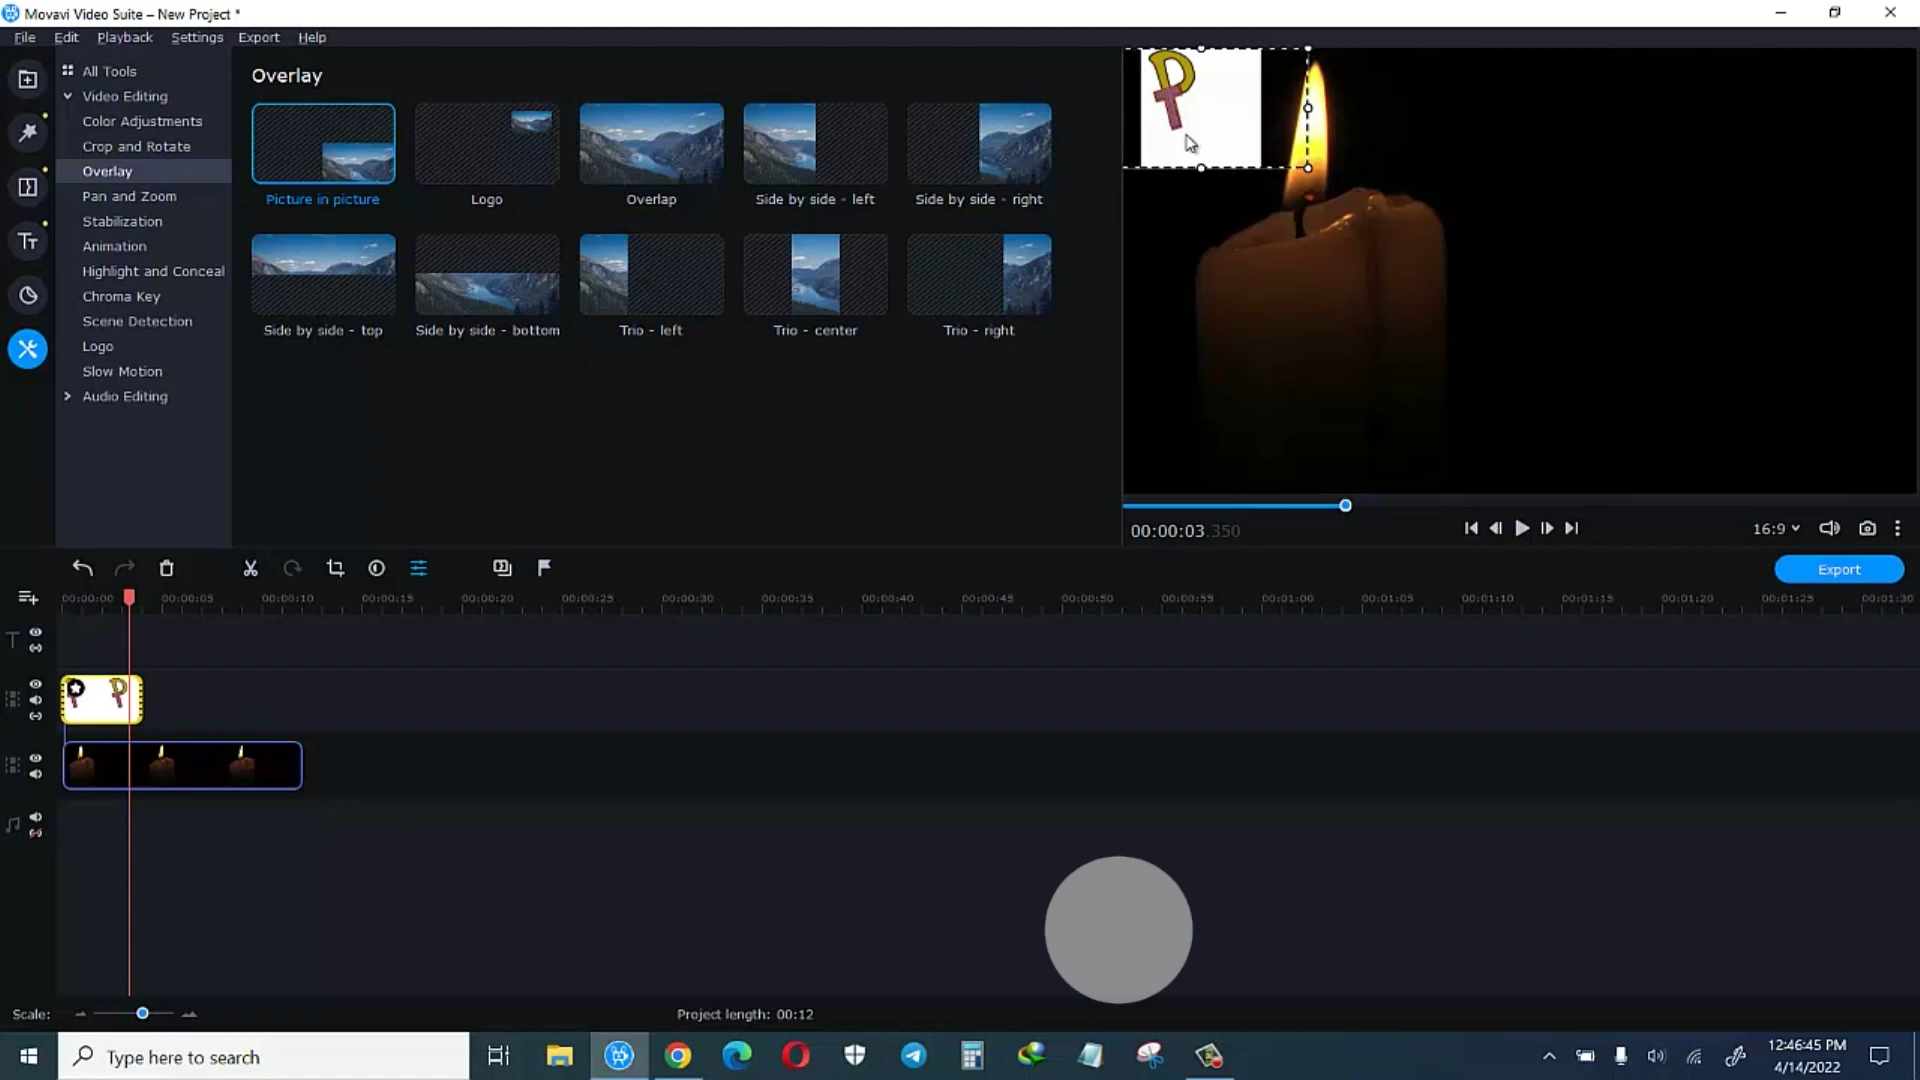 Movavi Video Suite – New Project *
File Edit Playback Settings Export Help
All Tools
Video Editing
Color Adjustments
Crop and Rotate
Overlay
Pan and Zoom
Stabilization
Animation
Highlight and Conceal
Chroma Key
Scene Detection
Logo
Slow Motion
Audio Editing
Overlay
Picture in picture Logo Overlap Side by side - left Side by side - right
Side by side - top Side by side - bottom Trio - left Trio - center Trio - right
00:00:03.350
16:9
Export
00:00:00 00:00:05 00:00:10 00:00:15 00:00:20 00:00:25 00:00:30 00:00:35 00:00:40 00:00:45 00:00:50 00:00:55 00:01:00 00:01:05 00:01:10 00:01:15 00:01:20 00:01:25 00:01:30
Scale:
Project length: 00:12
Type here to search
12:46:45 PM
4/14/2022